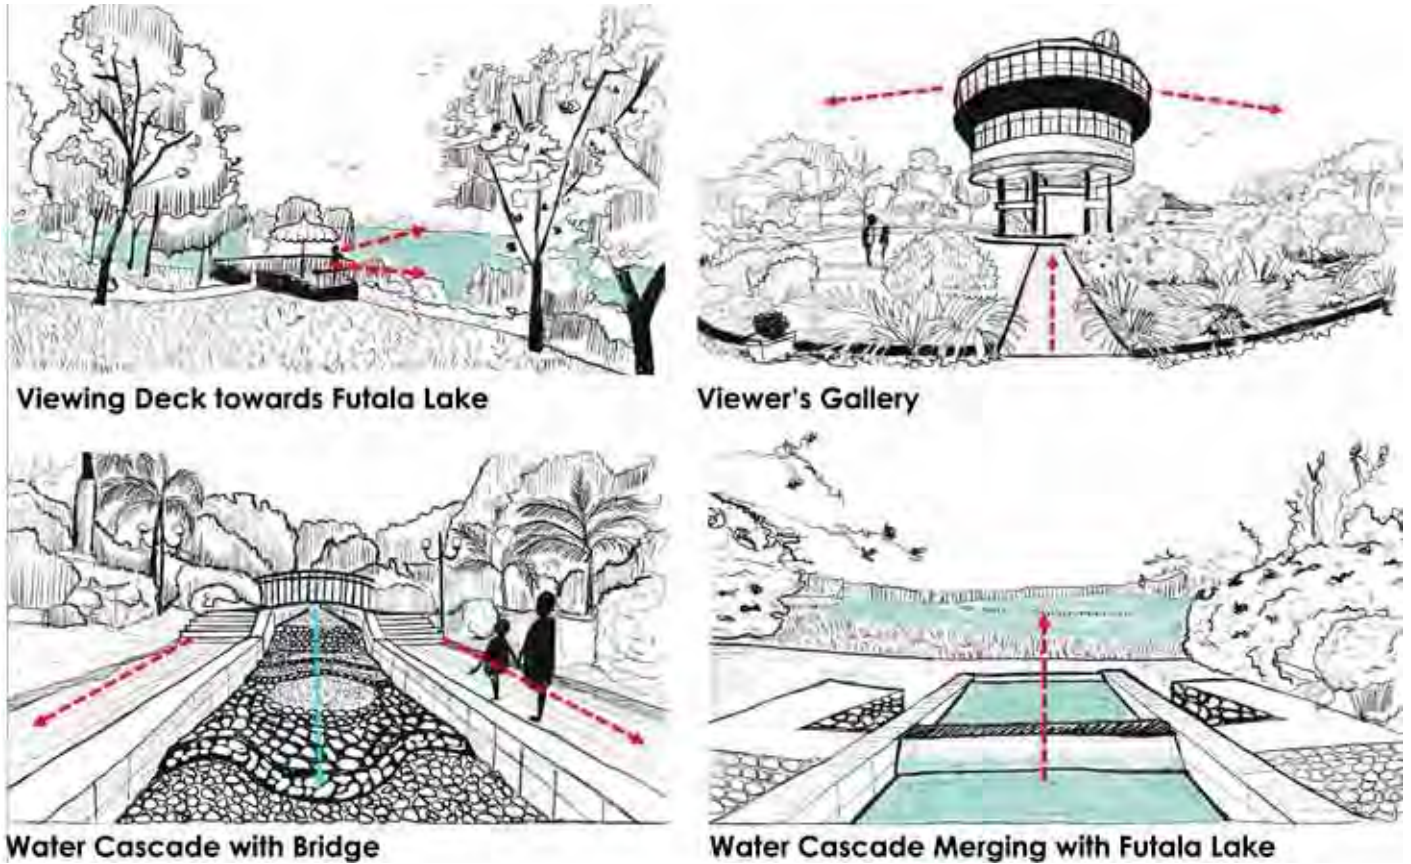 Viewing Deck towards Futala Lake
Viewer's Gallery
Water Cascade with Bridge
Water Cascade Merging with Futala Lake